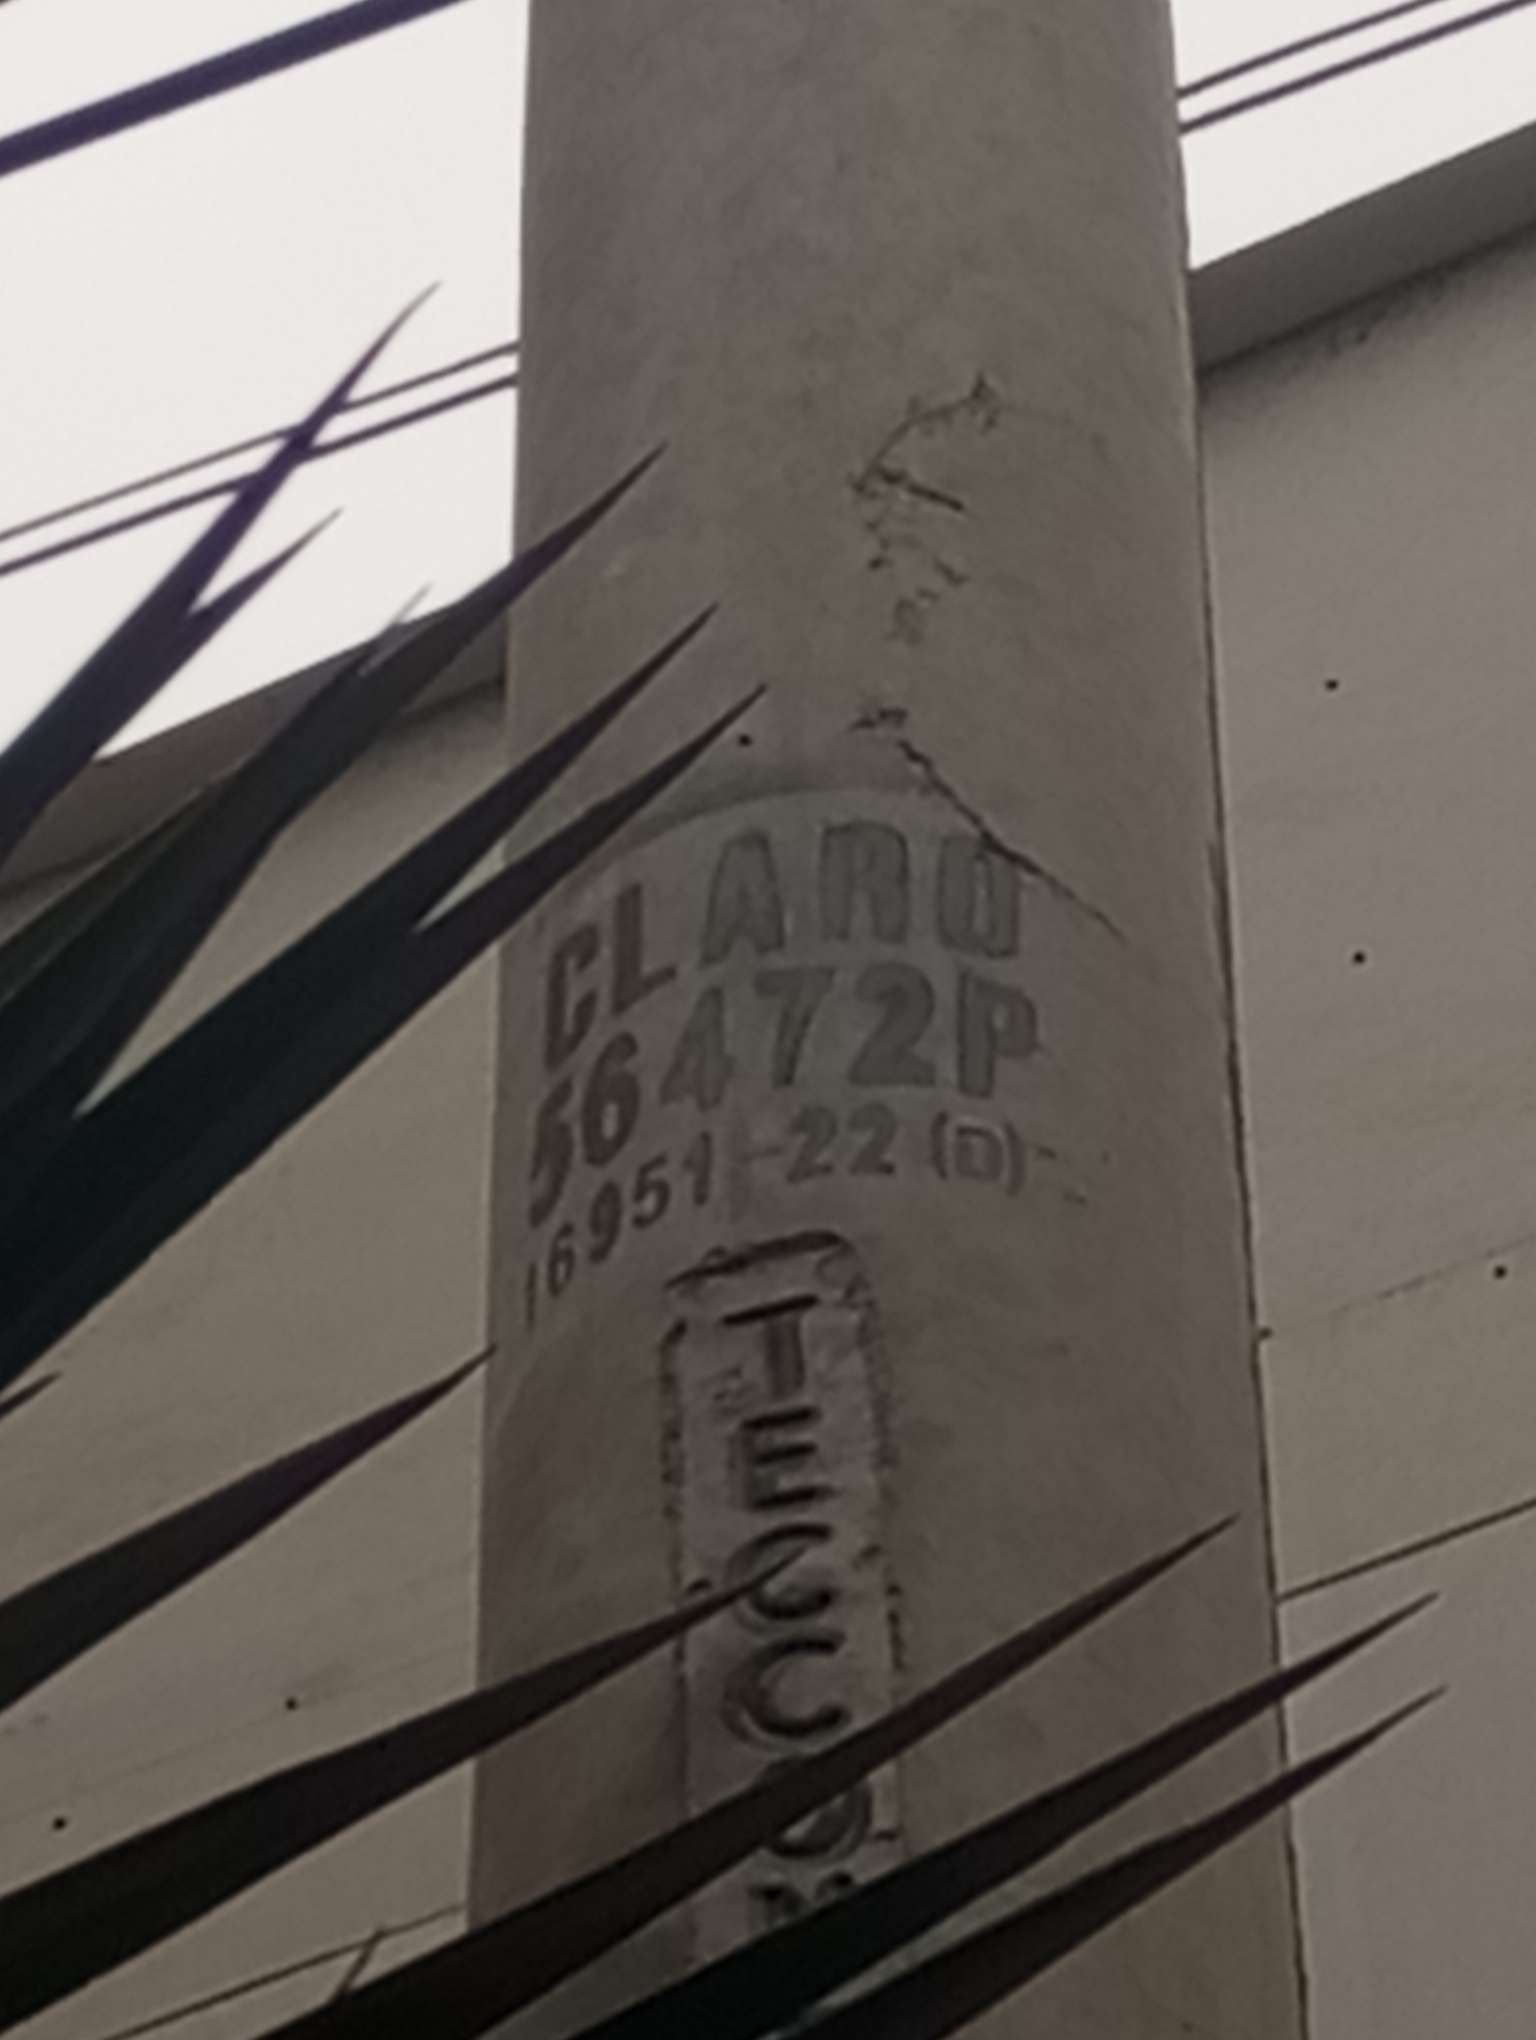 CLARO
56472P
16951-22(D)
TECCO